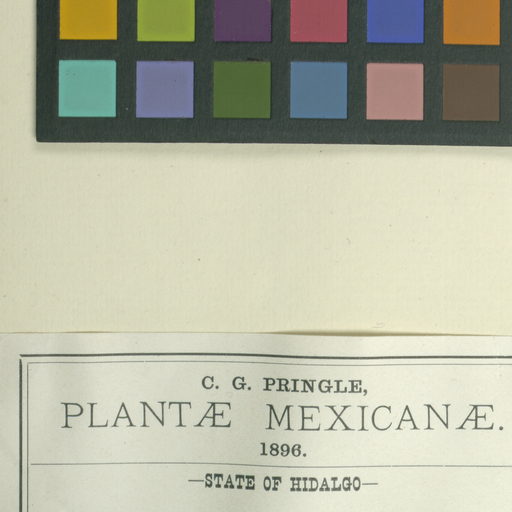 C. G. PRINGLE,
PLANTÆ MEXICANÆ.
1896.
—STATE OF HIDALGO—